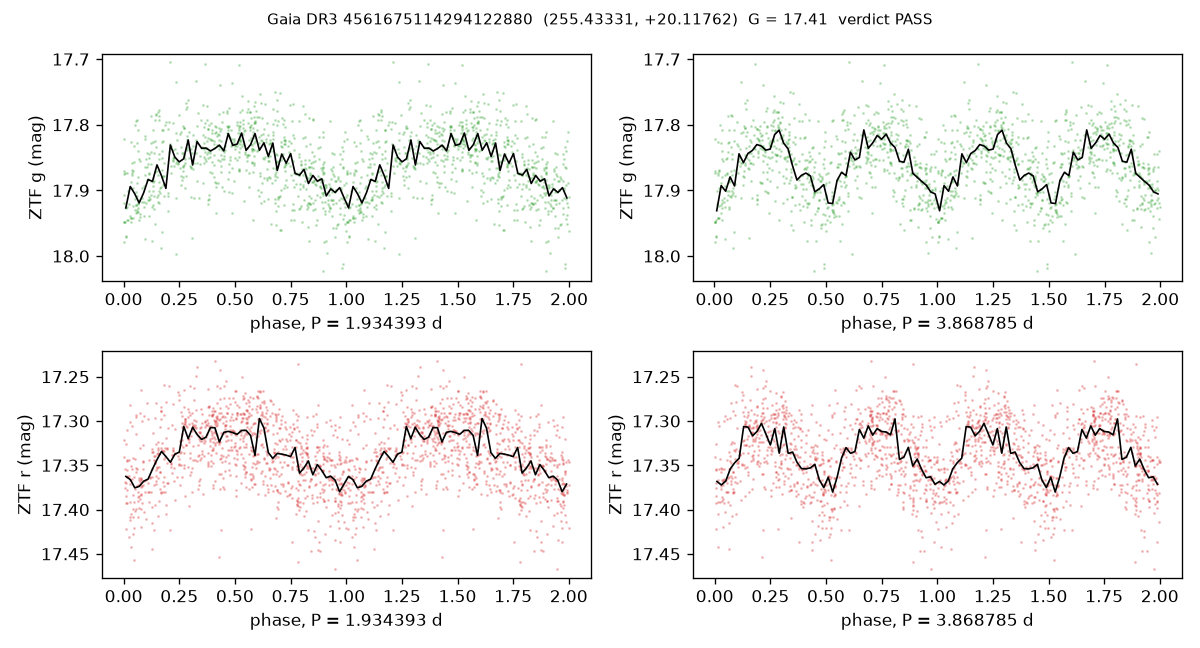 Gaia DR3 4561675114294122880 (255.43331, +20.11762) G = 17.41 verdict PASS
ZTF g (mag)
17.7
17.8
17.9
18.0
0.00 0.25 0.50 0.75 1.00 1.25 1.50 1.75 2.00
phase, P = 1.934393 d
ZTF g (mag)
17.7
17.8
17.9
18.0
0.00 0.25 0.50 0.75 1.00 1.25 1.50 1.75 2.00
phase, P = 3.868785 d
ZTF r (mag)
17.25
17.30
17.35
17.40
17.45
0.00 0.25 0.50 0.75 1.00 1.25 1.50 1.75 2.00
phase, P = 1.934393 d
ZTF r (mag)
17.25
17.30
17.35
17.40
17.45
0.00 0.25 0.50 0.75 1.00 1.25 1.50 1.75 2.00
phase, P = 3.868785 d